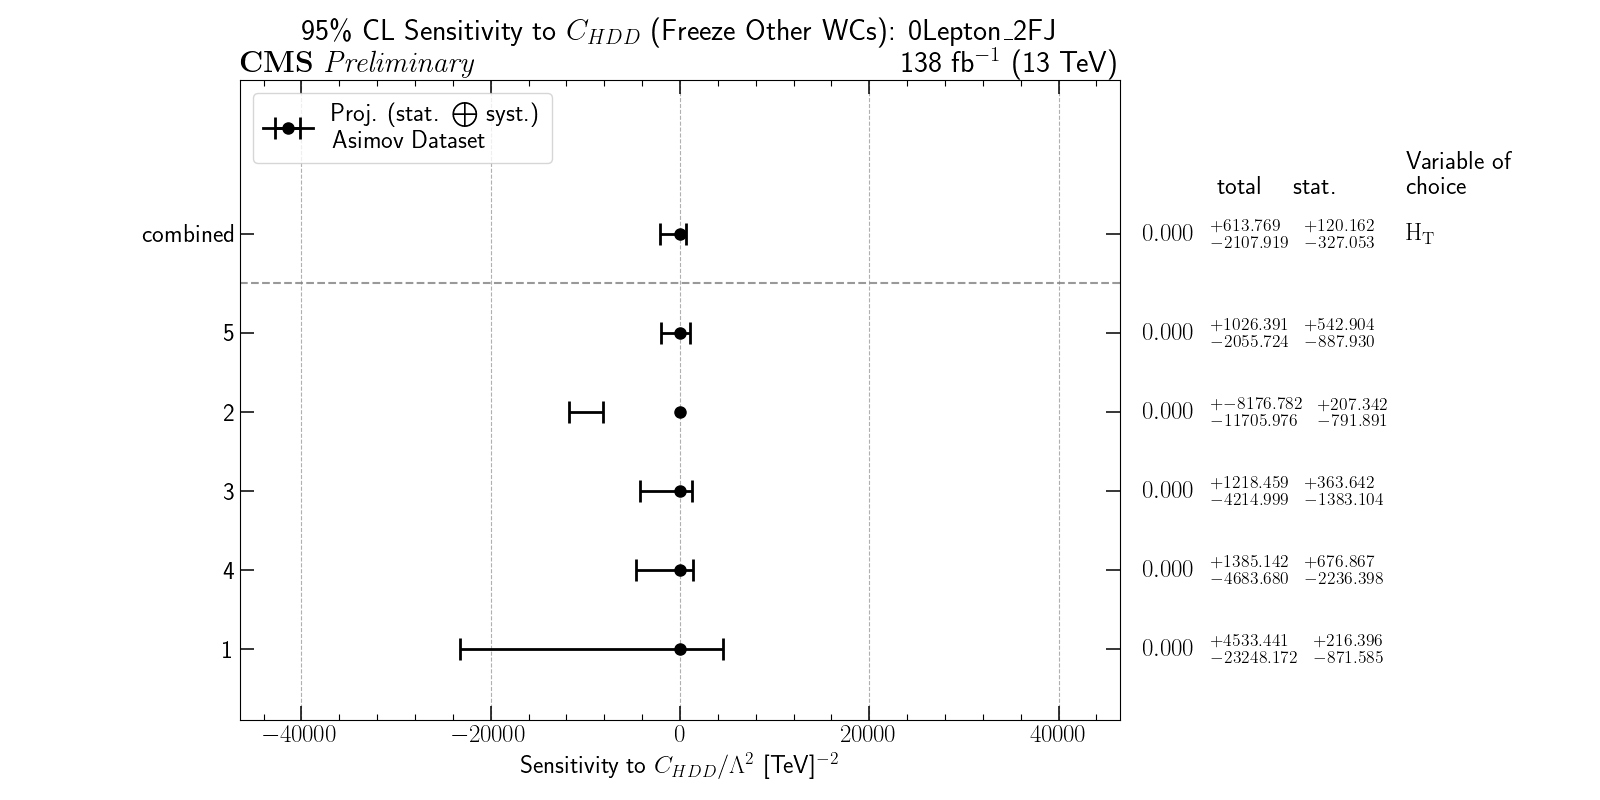 95% CL Sensitivity to C_{HDD} (Freeze Other WCs): 0Lepton_2FJ
CMS Preliminary 138 fb⁻¹ (13 TeV)
Proj. (stat. ⨁ syst.)
Asimov Dataset
Variable of
total stat. choice
combined 0.000 +613.769 −2107.919 +120.162 −327.053 H_T
5 0.000 +1026.391 −2055.724 +542.904 −887.930
2 0.000 +−8176.782 −11705.976 +207.342 −791.891
3 0.000 +1218.459 −4214.999 +363.642 −1383.104
4 0.000 +1385.142 −4683.680 +676.867 −2236.398
1 0.000 +4533.441 −23248.172 +216.396 −871.585
−40000 −20000 0 20000 40000
Sensitivity to C_{HDD}/Λ² [TeV]⁻²